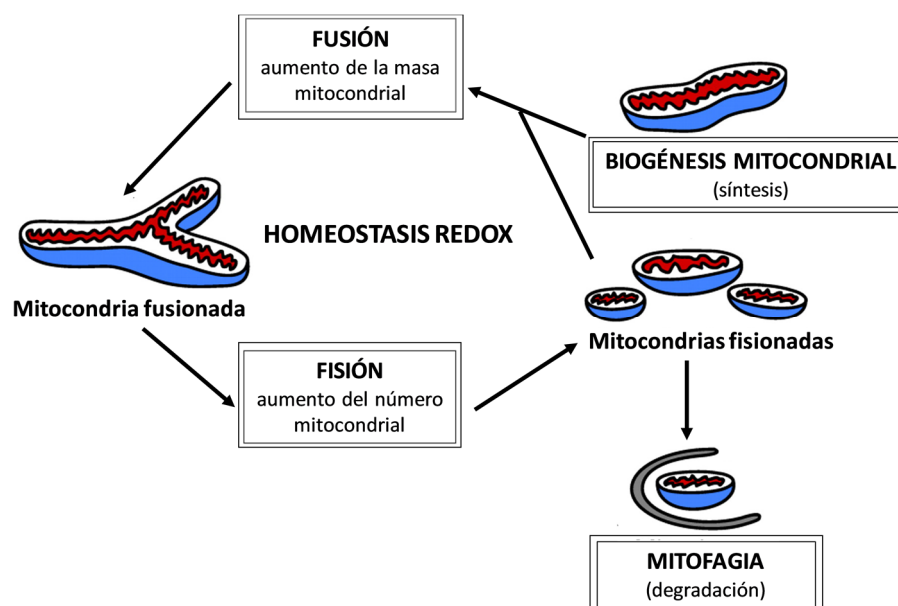 FUSIÓN
aumento de la masa
mitocondrial
BIOGÉNESIS MITOCONDRIAL
(síntesis)
HOMEOSTASIS REDOX
Mitocondria fusionada
Mitocondrias fisionadas
FISIÓN
aumento del número
mitocondrial
MITOFAGIA
(degradación)